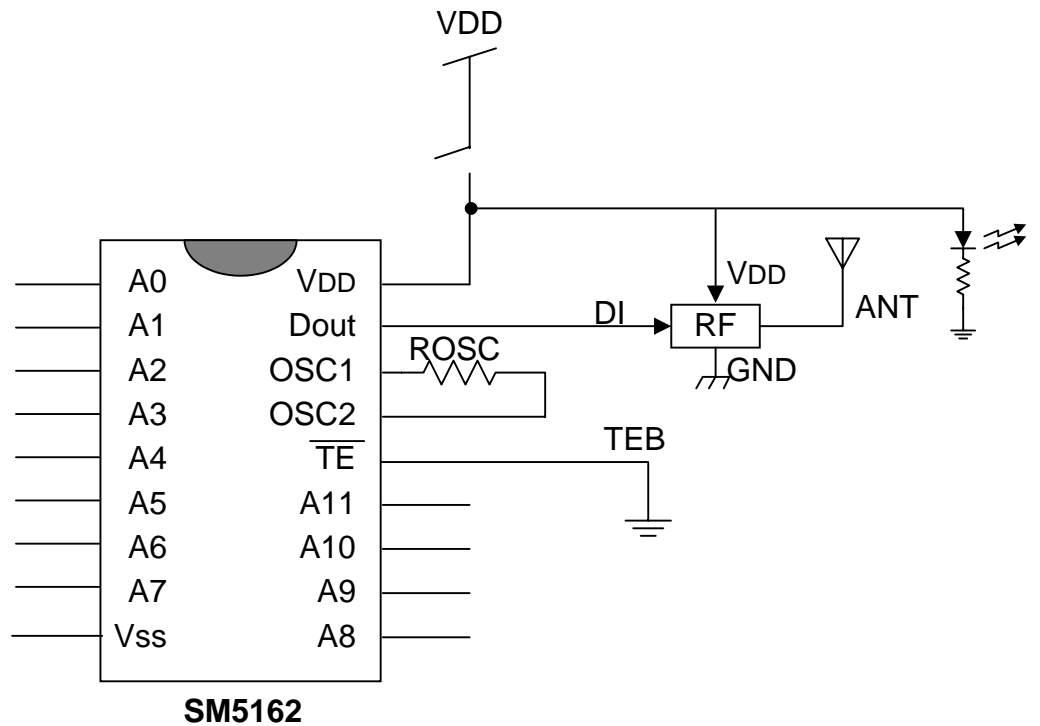 VDD
A0 VDD
A1 Dout
A2 OSC1
A3 OSC2
A4 TE
A5 A11
A6 A10
A7 A9
Vss A8
ROSC
DI
VDD
RF
ANT
GND
TEB
SM5162